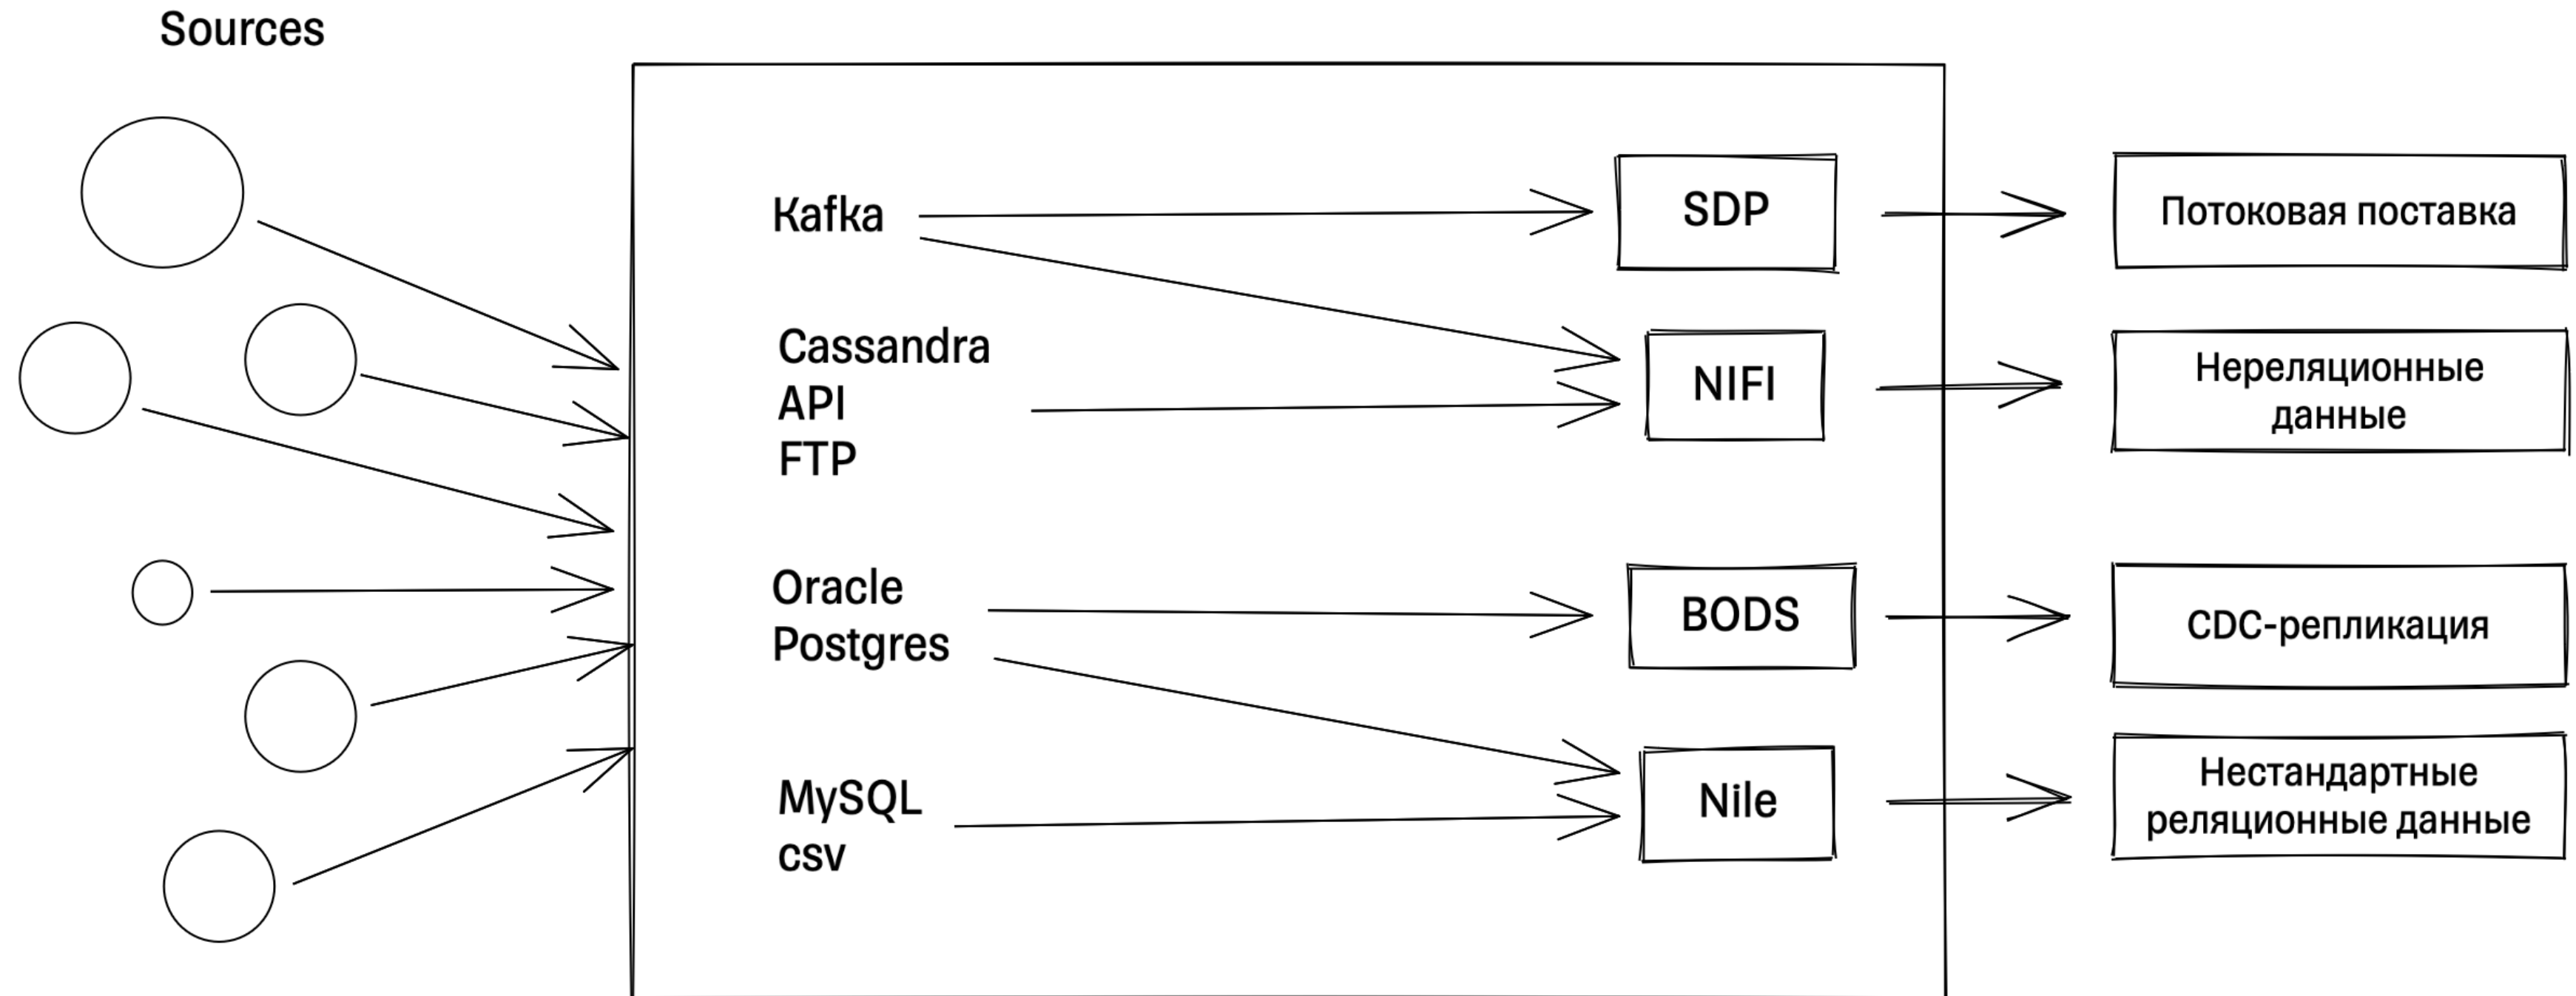 Sources
Kafka
SDP
Потоковая поставка
Cassandra
API
FTP
NIFI
Нереляционные
данные
Oracle
Postgres
BODS
CDC-репликация
MySQL
csv
Nile
Нестандартные
реляционные данные